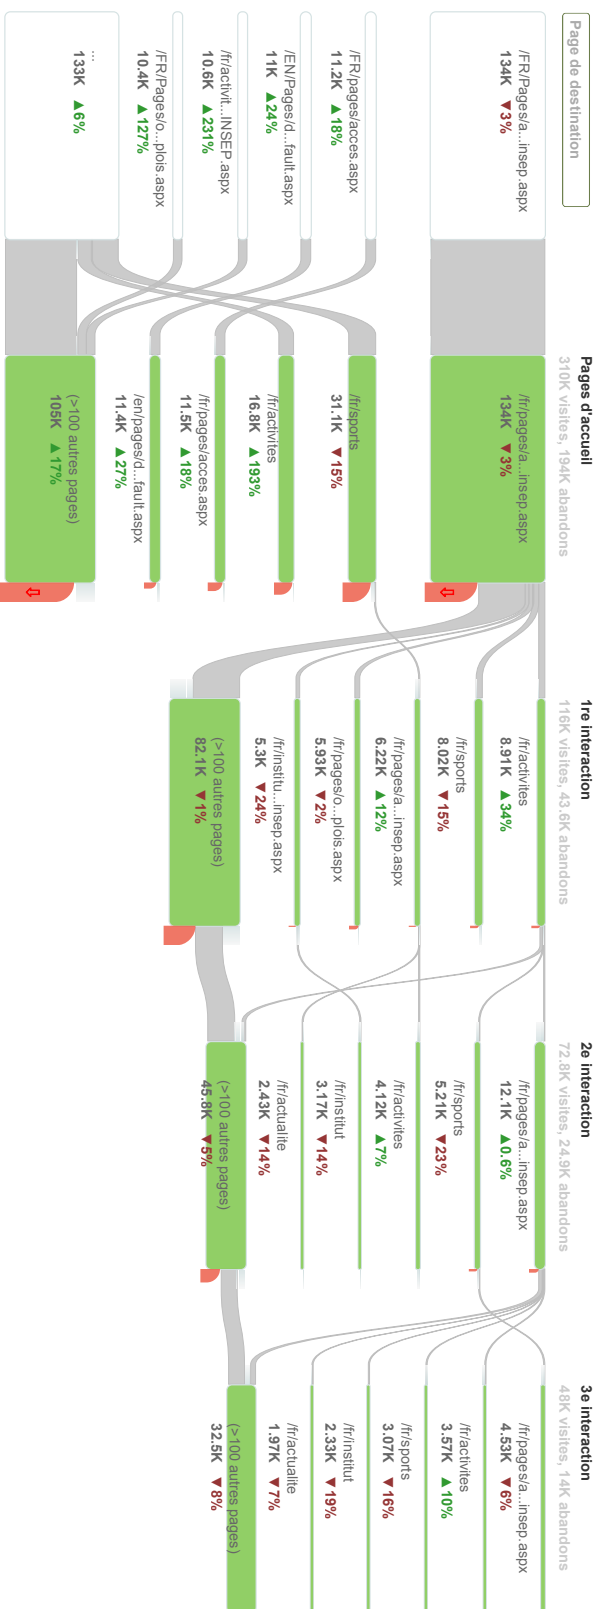 Page de destination
/FR/Pages/a...insep.aspx
134K ▼3%
/FR/pages/acces.aspx
11.2K ▲18%
/EN/Pages/d...fault.aspx
11K ▲24%
/fr/activit...INSEP.aspx
10.6K ▲231%
/FR/Pages/o...plois.aspx
10.4K ▲127%
...
133K ▲6%
Pages d'accueil
310K visites, 194K abandons
/fr/pages/a...insep.aspx
134K ▼3%
/fr/sports
31.1K ▼15%
/fr/activites
16.8K ▲193%
/fr/pages/acces.aspx
11.5K ▲18%
/en/pages/d...fault.aspx
11.4K ▲27%
(>100 autres pages)
105K ▲17%
1re interaction
116K visites, 43.6K abandons
/fr/activites
8.91K ▲34%
/fr/sports
8.02K ▼15%
/fr/pages/a...insep.aspx
6.22K ▲12%
/fr/pages/o...plois.aspx
5.93K ▼2%
/fr/institu...insep.aspx
5.3K ▼24%
(>100 autres pages)
82.1K ▼1%
2e interaction
72.8K visites, 24.9K abandons
/fr/pages/a...insep.aspx
12.1K ▲0.6%
/fr/sports
5.21K ▼23%
/fr/activites
4.12K ▲7%
/fr/institut
3.17K ▼14%
/fr/actualite
2.43K ▼14%
(>100 autres pages)
45.8K ▼5%
3e interaction
48K visites, 14K abandons
/fr/pages/a...insep.aspx
4.53K ▼6%
/fr/activites
3.57K ▲10%
/fr/sports
3.07K ▼16%
/fr/institut
2.33K ▼19%
/fr/actualite
1.97K ▼7%
(>100 autres pages)
32.5K ▼8%